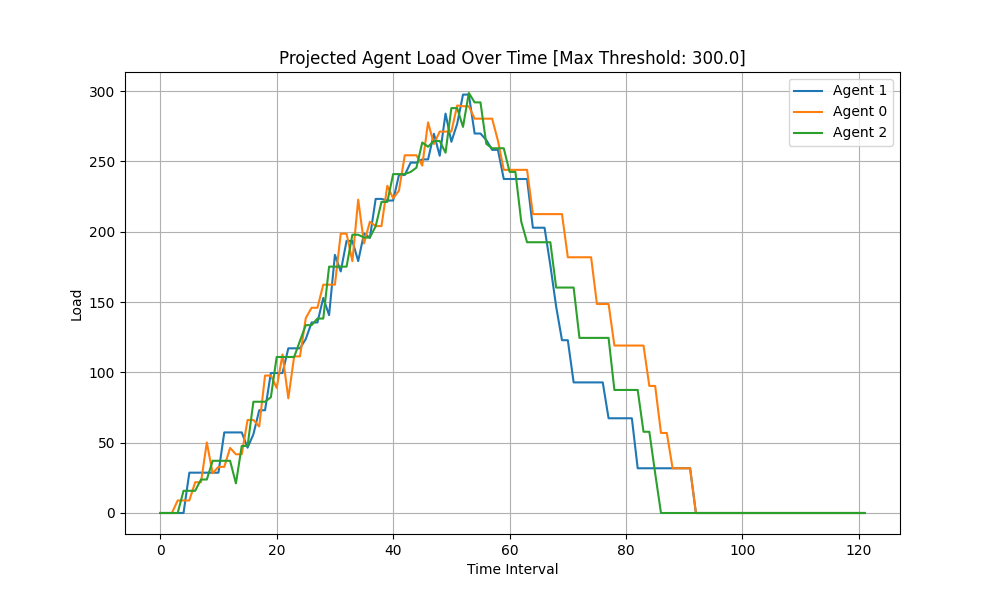 Projected Agent Load Over Time [Max Threshold: 300.0]
Agent 1
Agent 0
Agent 2
300
250
200
150
100
50
0
Load
0 20 40 60 80 100 120
Time Interval